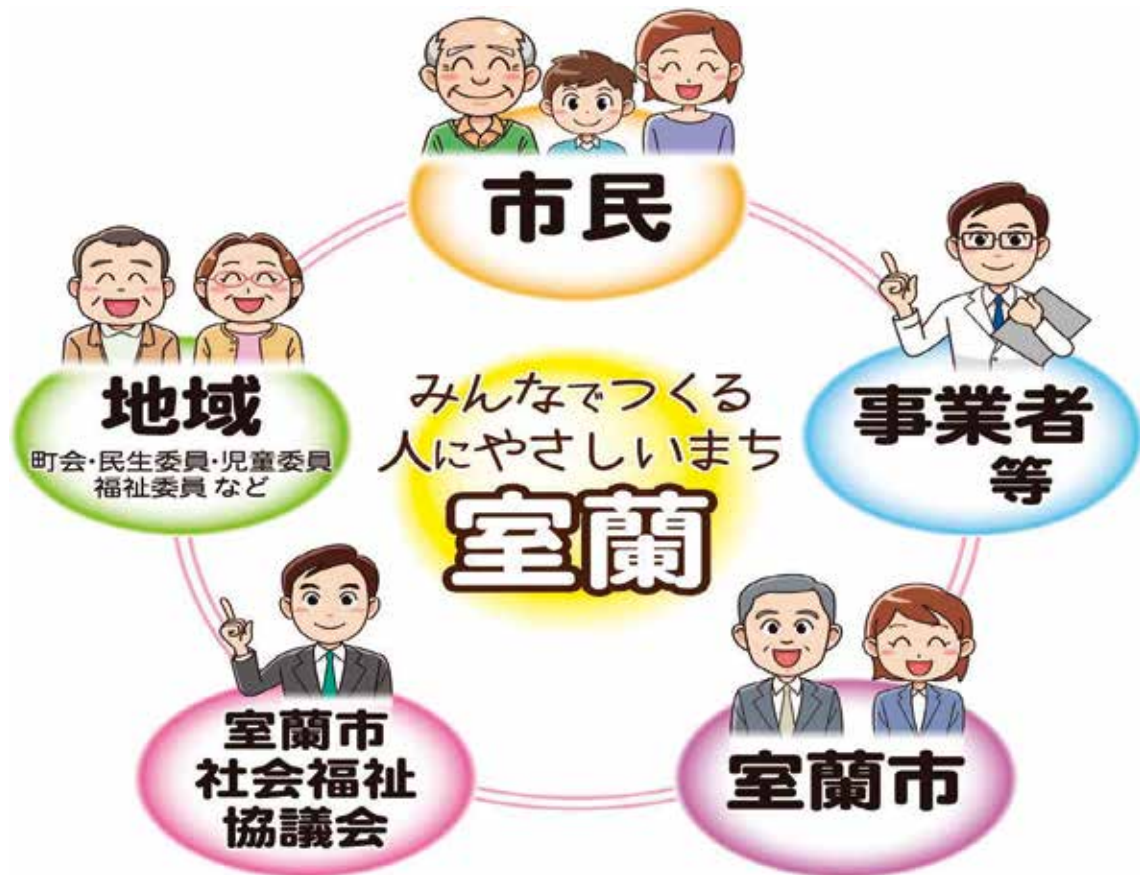 市民
地域
町会・民生委員・児童委員
福祉委員 など
事業者
等
みんなでつくる
人にやさしいまち
室蘭
室蘭市
社会福祉
協議会
室蘭市